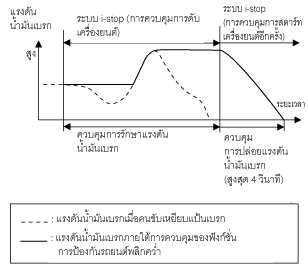 แรงดัน
น้ำมันเบรก
ระบบ i-stop (การควบคุมการดับ
เครื่องยนต์)
ระบบ i-stop
(การควบคุมการสตาร์ท
เครื่องยนต์อีกครั้ง)
สูง
ระยะเวลา
ควบคุมการรักษาแรงดัน
น้ำมันเบรก
ควบคุม
การปล่อยแรงดัน
น้ำมันเบรก
(สูงสุด 4 วินาที)
: แรงดันน้ำมันเบรกเมื่อคนขับเหยียบแป้นเบรก
: แรงดันน้ำมันเบรกภายใต้การควบคุมของฟังก์ชั่น
การป้องกันรถยนต์พลิกคว่ำ